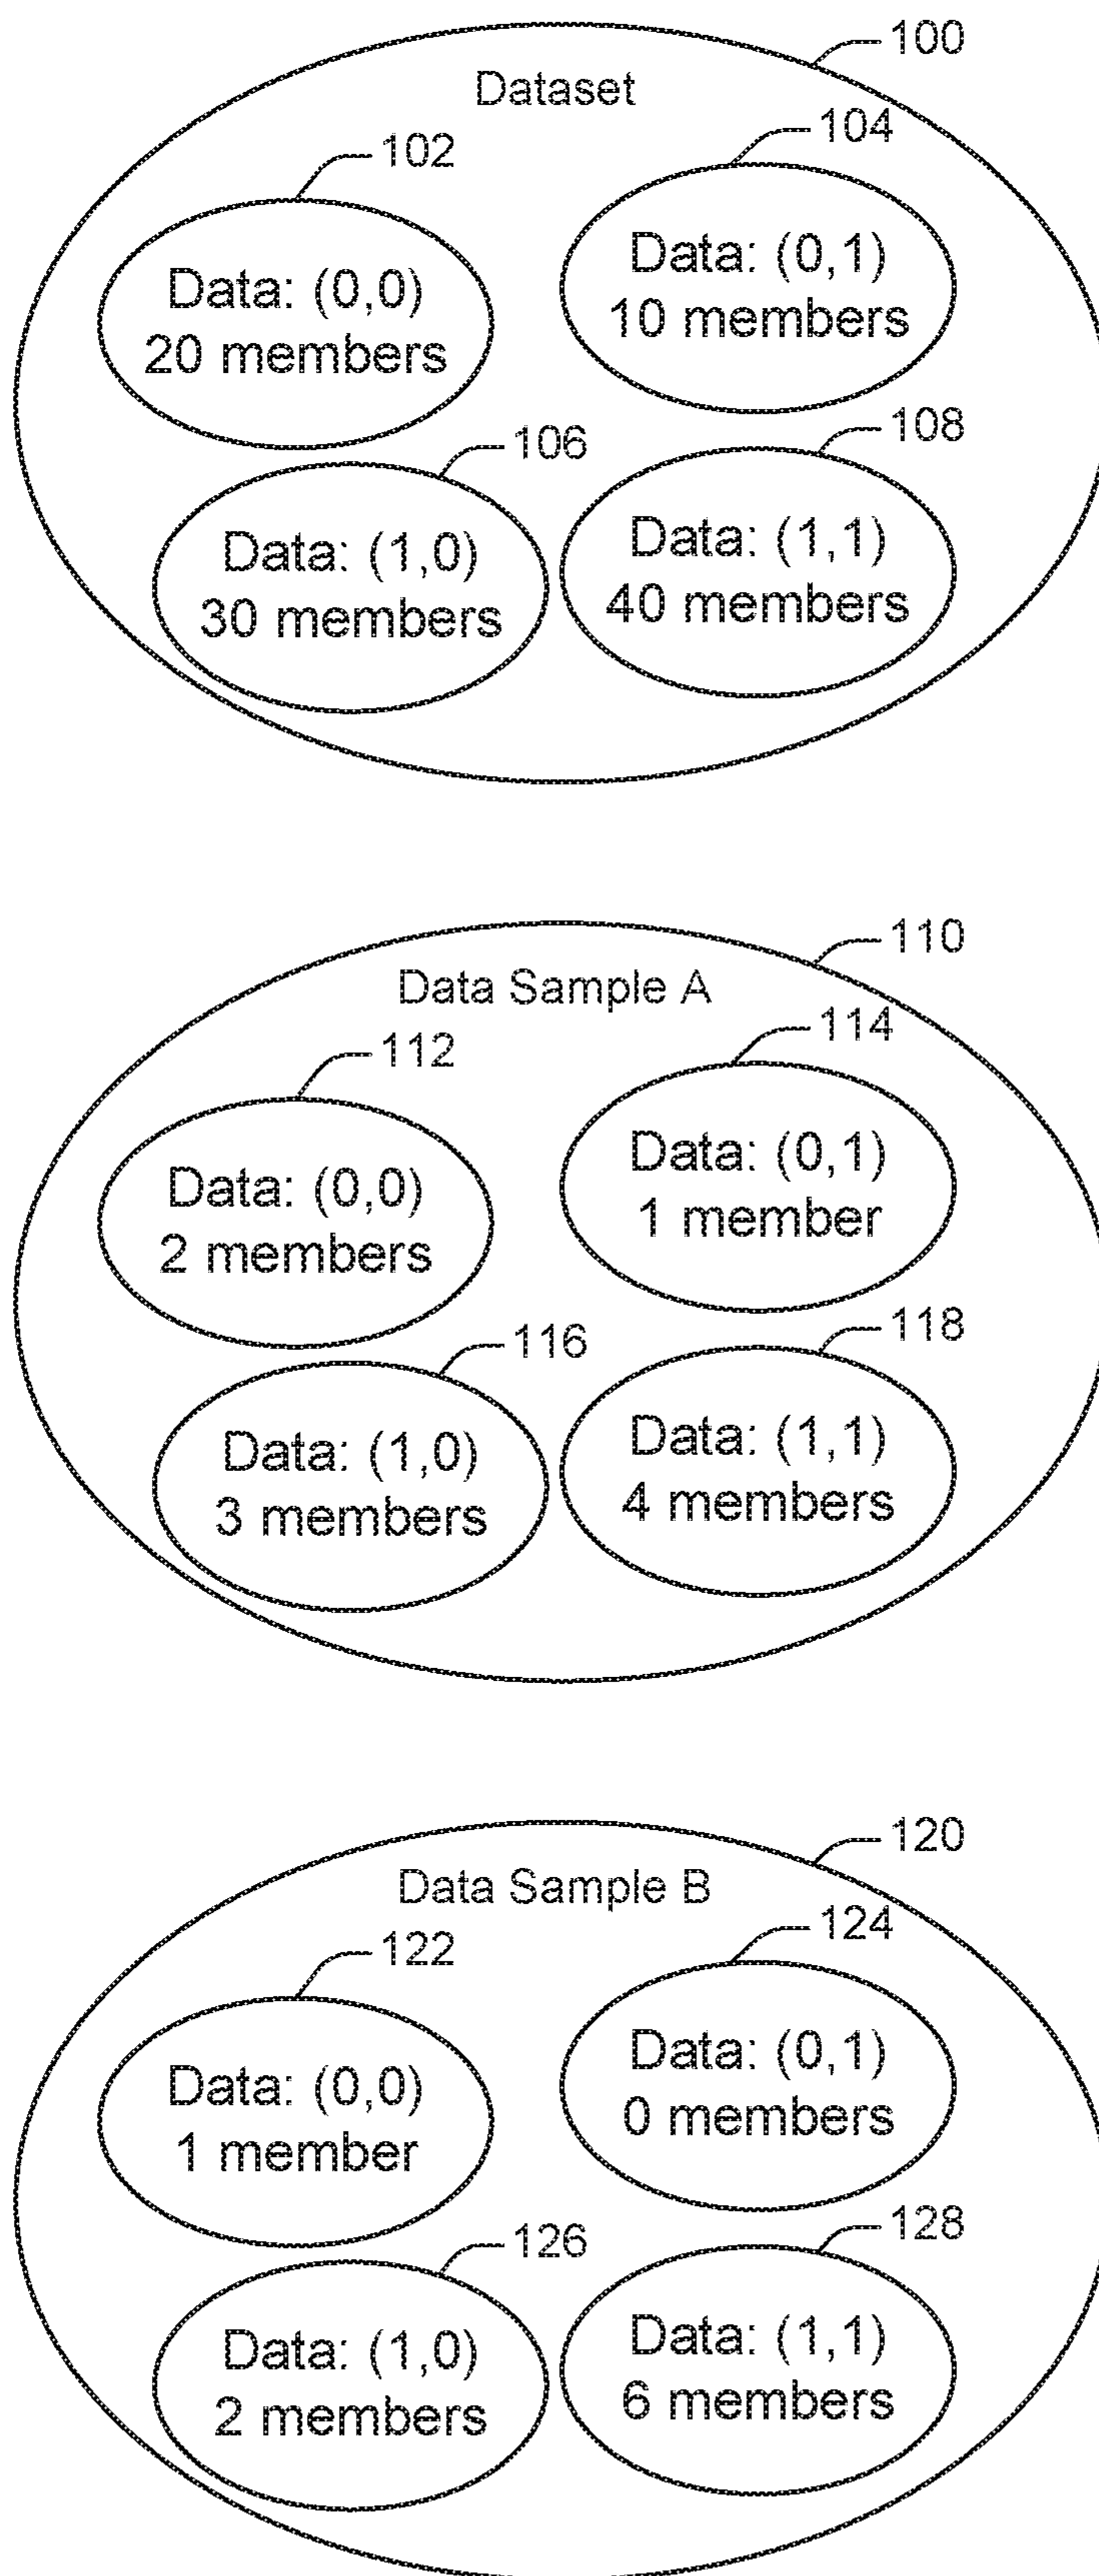 100
Dataset
102
104
Data: (0,0)
20 members
Data: (0,1)
10 members
106
108
Data: (1,0)
30 members
Data: (1,1)
40 members
110
Data Sample A
112
114
Data: (0,0)
2 members
Data: (0,1)
1 member
116
118
Data: (1,0)
3 members
Data: (1,1)
4 members
120
Data Sample B
122
124
Data: (0,0)
1 member
Data: (0,1)
0 members
126
128
Data: (1,0)
2 members
Data: (1,1)
6 members